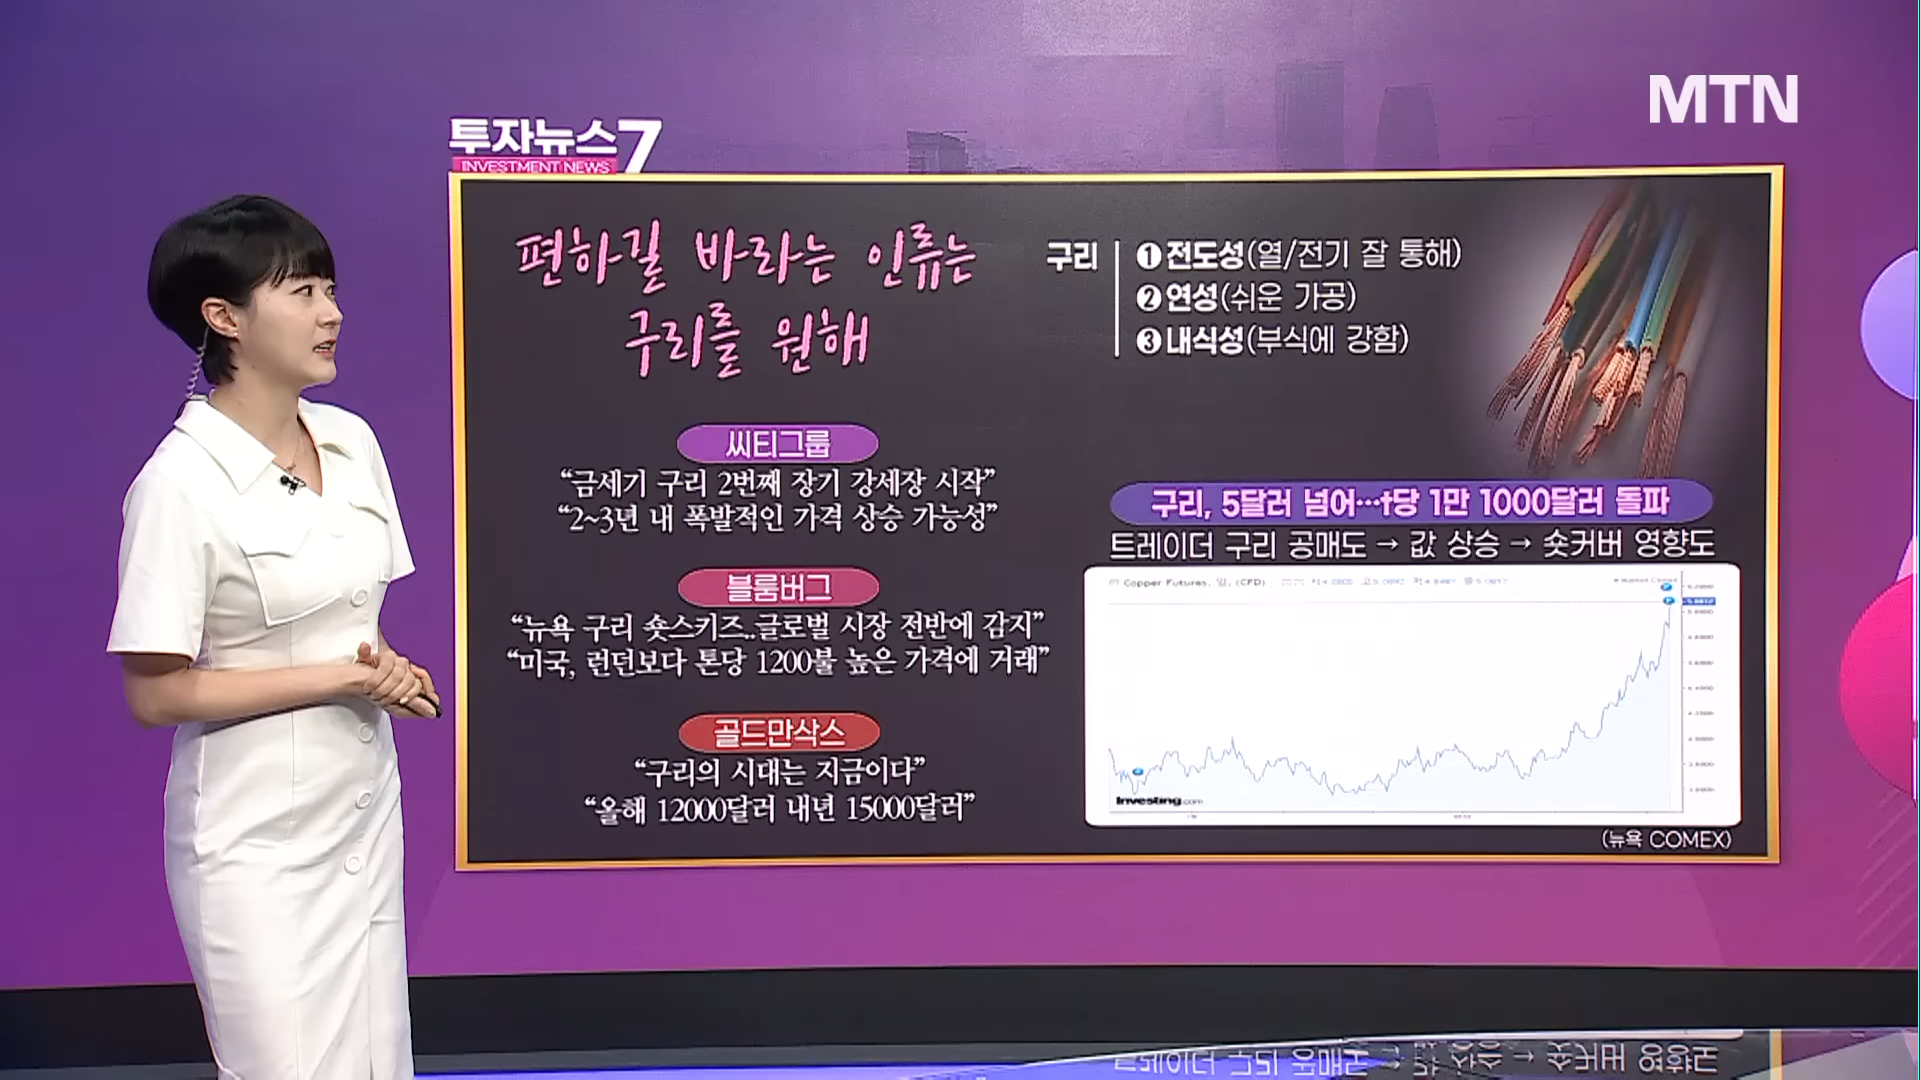 MTN
투자뉴스7
INVESTMENT NEWS
편하길 바라는 인류는
구리를 원해
씨티그룹
“금세기 구리 2번째 장기 강세장 시작”
“2~3년 내 폭발적인 가격 상승 가능성”
블룸버그
“뉴욕 구리 숏스키즈..글로벌 시장 전반에 감지”
“미국, 런던보다 톤당 1200불 높은 가격에 거래”
골드만삭스
“구리의 시대는 지금이다”
“올해 12000달러 내년 15000달러”
구리
❶ 전도성(열/전기 잘 통해)
❷ 연성(쉬운 가공)
❸ 내식성(부식에 강함)
구리, 5달러 넘어…t당 1만 1000달러 돌파
트레이더 구리 공매도 → 값 상승 → 숏커버 영향도
Copper Futures, 일, (CFD)
Investing.com
(뉴욕 COMEX)